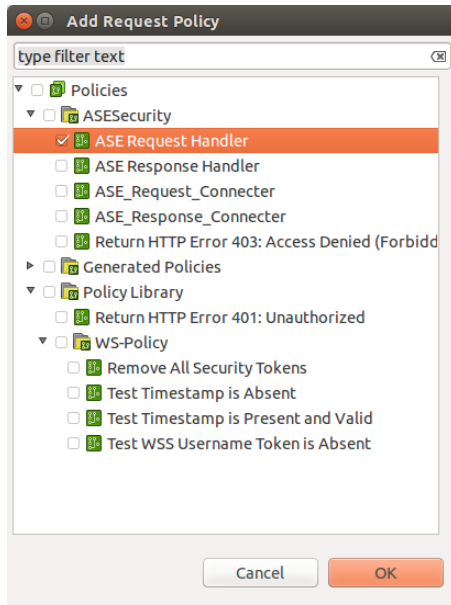 Add Request Policy
type filter text
Policies
ASESecurity
ASE Request Handler
ASE Response Handler
ASE_Request_Connecter
ASE_Response_Connecter
Return HTTP Error 403: Access Denied (Forbidd
Generated Policies
Policy Library
Return HTTP Error 401: Unauthorized
WS-Policy
Remove All Security Tokens
Test Timestamp is Absent
Test Timestamp is Present and Valid
Test WSS Username Token is Absent
Cancel OK